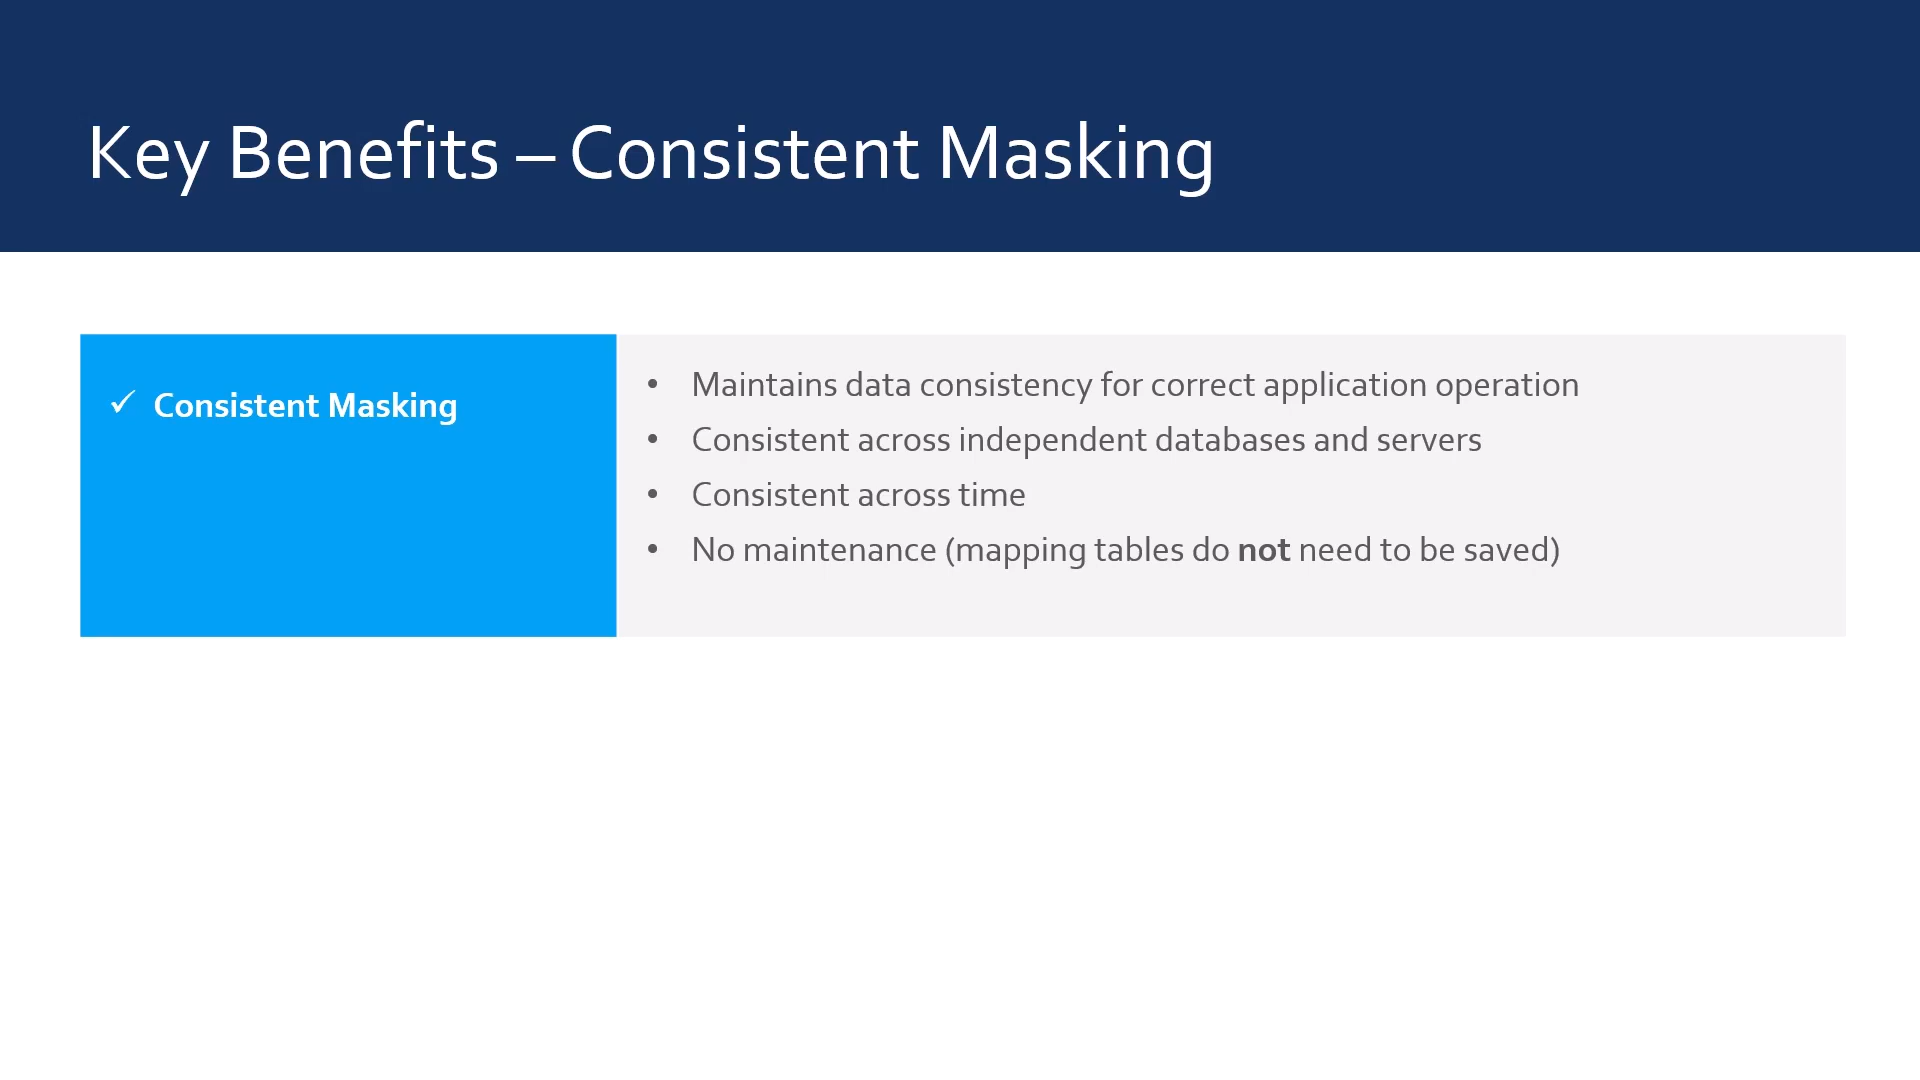 Key Benefits – Consistent Masking
✓ Consistent Masking
• Maintains data consistency for correct application operation
• Consistent across independent databases and servers
• Consistent across time
• No maintenance (mapping tables do not need to be saved)